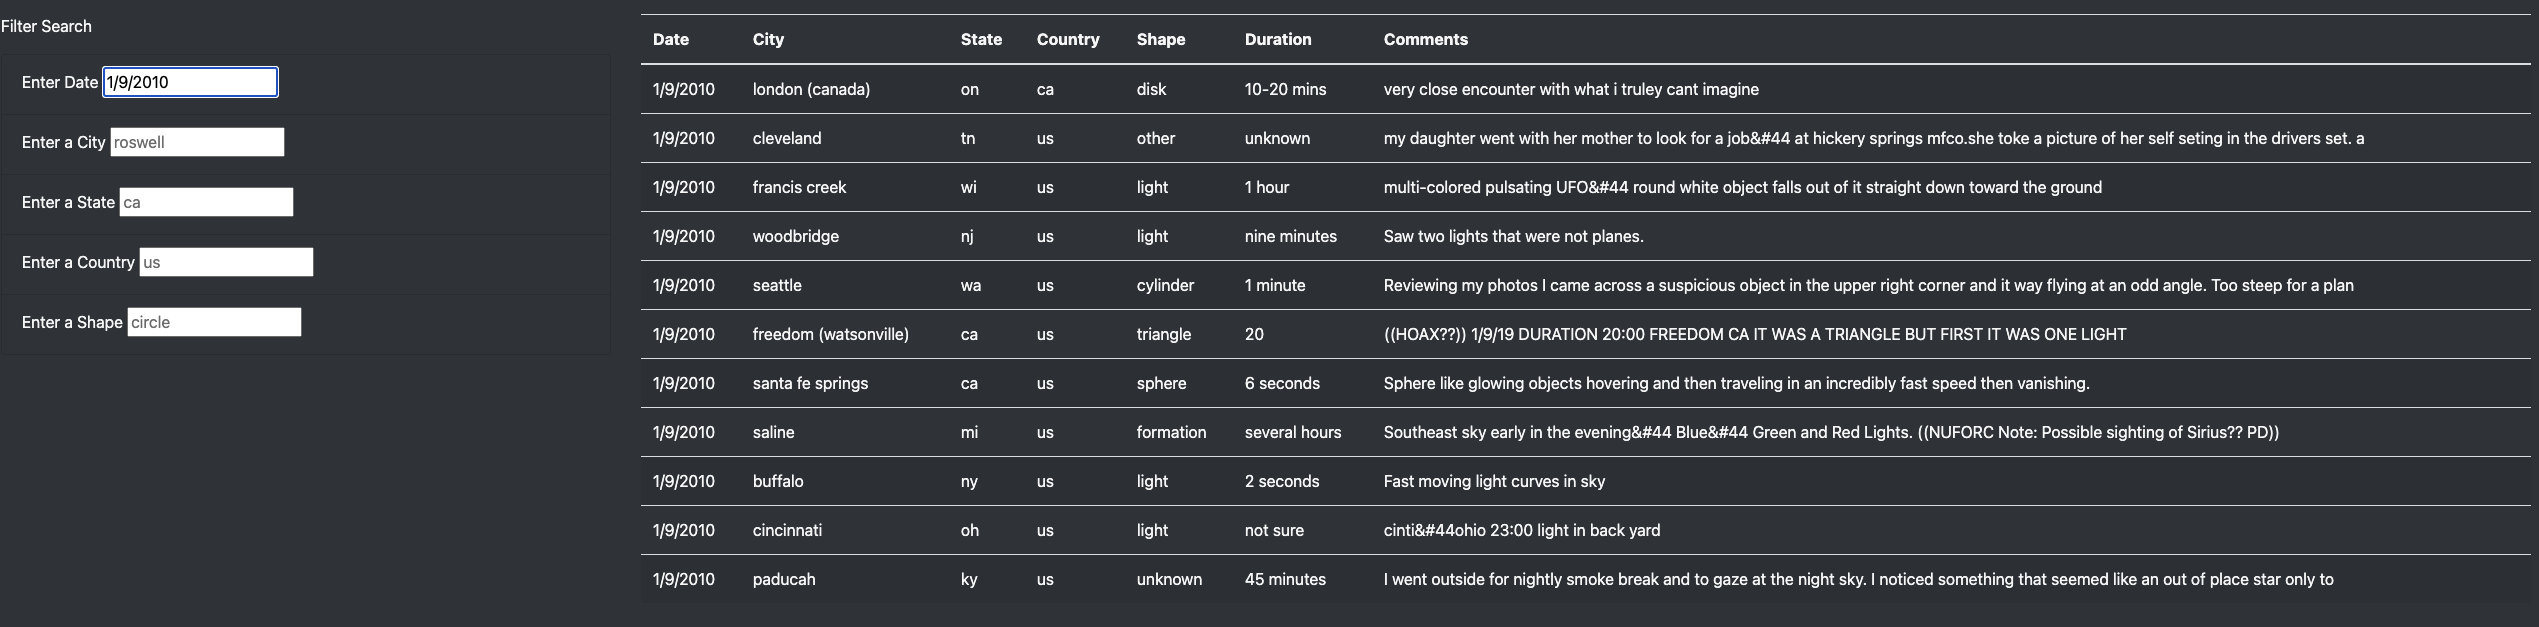 Filter Search
Enter Date 1/9/2010
Enter a City roswell
Enter a State ca
Enter a Country us
Enter a Shape circle
Date City State Country Shape Duration Comments
1/9/2010 london (canada) on ca disk 10-20 mins very close encounter with what i truley cant imagine
1/9/2010 cleveland tn us other unknown my daughter went with her mother to look for a job&#44 at hickery springs mfco.she toke a picture of her self seting in the drivers set. a
1/9/2010 francis creek wi us light 1 hour multi-colored pulsating UFO&#44 round white object falls out of it straight down toward the ground
1/9/2010 woodbridge nj us light nine minutes Saw two lights that were not planes.
1/9/2010 seattle wa us cylinder 1 minute Reviewing my photos I came across a suspicious object in the upper right corner and it way flying at an odd angle. Too steep for a plan
1/9/2010 freedom (watsonville) ca us triangle 20 ((HOAX??)) 1/9/19 DURATION 20:00 FREEDOM CA IT WAS A TRIANGLE BUT FIRST IT WAS ONE LIGHT
1/9/2010 santa fe springs ca us sphere 6 seconds Sphere like glowing objects hovering and then traveling in an incredibly fast speed then vanishing.
1/9/2010 saline mi us formation several hours Southeast sky early in the evening&#44 Blue&#44 Green and Red Lights. ((NUFORC Note: Possible sighting of Sirius?? PD))
1/9/2010 buffalo ny us light 2 seconds Fast moving light curves in sky
1/9/2010 cincinnati oh us light not sure cinti&#44ohio 23:00 light in back yard
1/9/2010 paducah ky us unknown 45 minutes I went outside for nightly smoke break and to gaze at the night sky. I noticed something that seemed like an out of place star only to